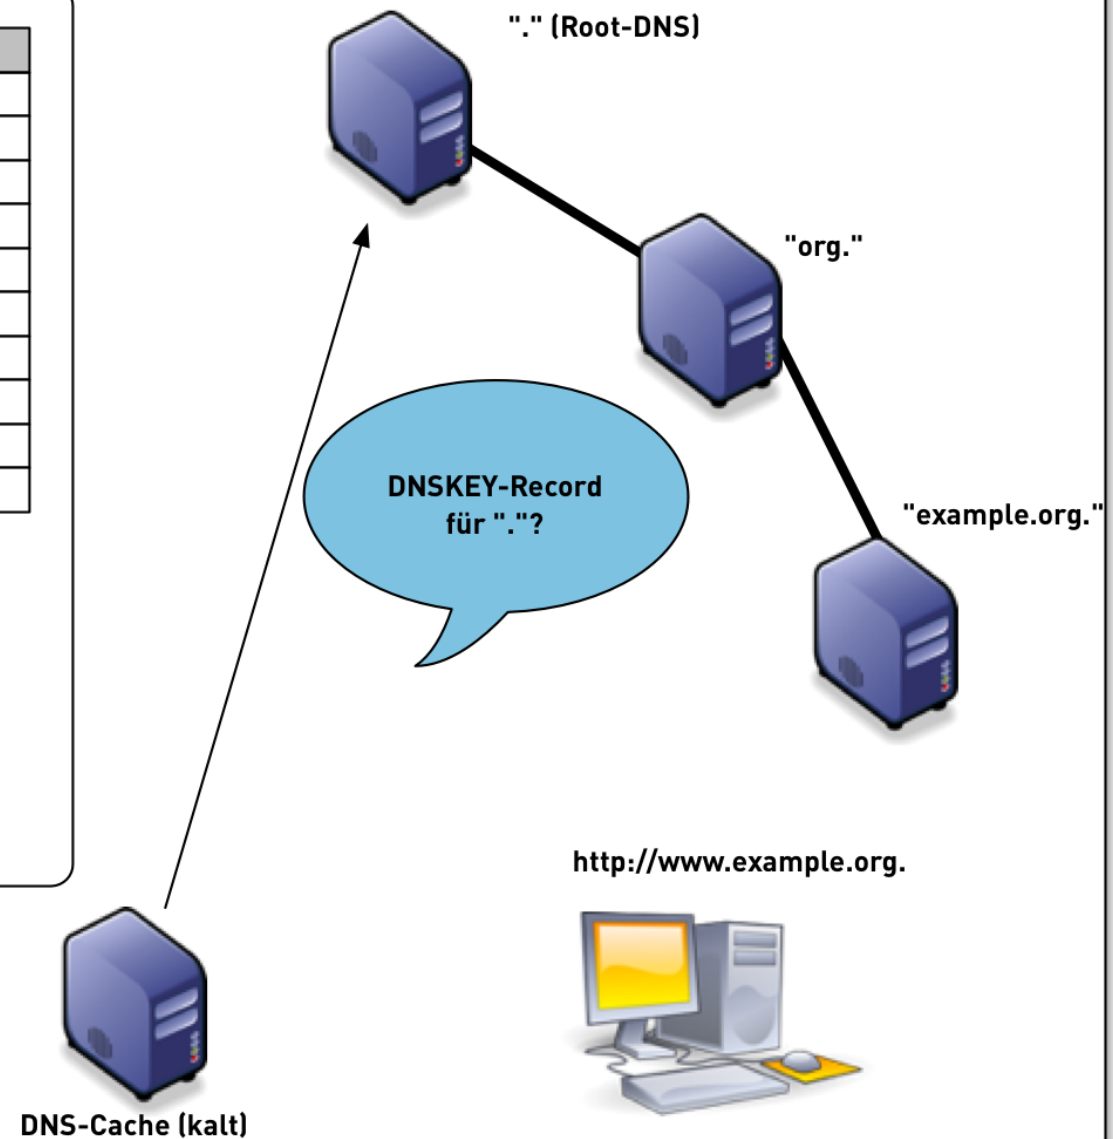 "." (Root-DNS)
"org."
DNSKEY-Record
für "."?
"example.org."
http://www.example.org.
DNS-Cache (kalt)